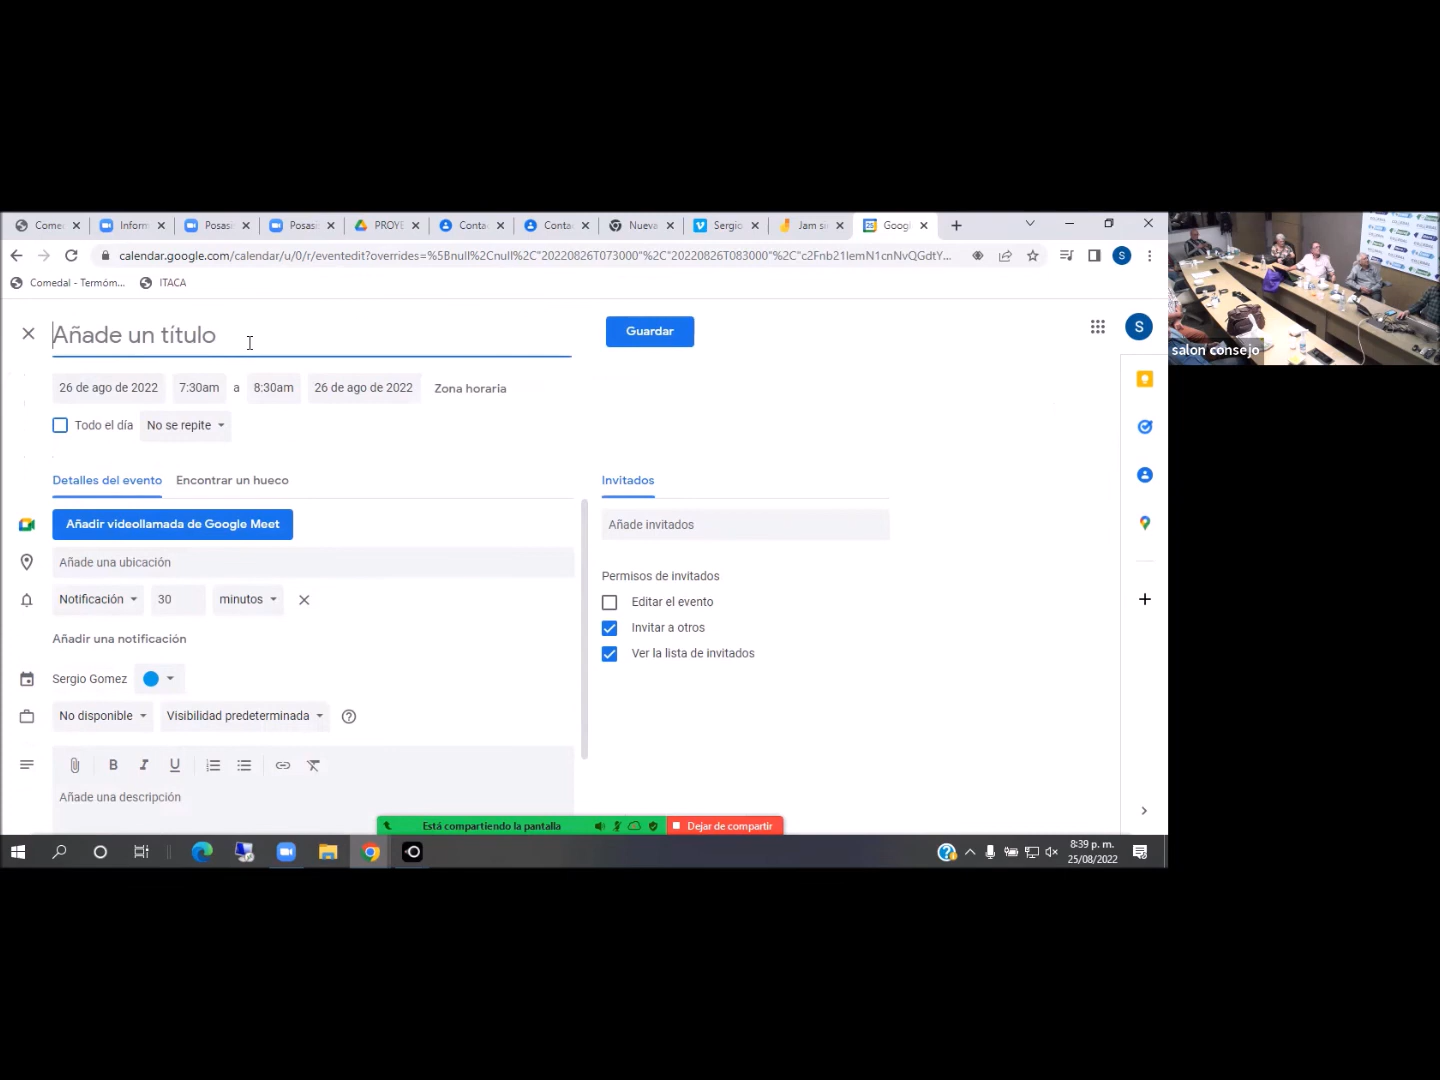 Come
Inform
Posas
Posas
PROYE
Conta
Conta
Nueva
Sergio
Jam si
Goog
calendar.google.com/calendar/u/0/r/eventedit?overrides=%5Bnull%2Cnull%2C"20220826T073000"%2C"20220826T083000"%2C"c2Fnb21lemN1cnNvQGdtY...
S
Comedal - Termóm...
ITACA
Añade un título
Guardar
S
26 de ago de 2022
7:30am
a
8:30am
26 de ago de 2022
Zona horaria
Todo el día
No se repite
Detalles del evento
Encontrar un hueco
Invitados
Añadir videollamada de Google Meet
Añade invitados
Añade una ubicación
Permisos de invitados
Notificación
30
minutos
Editar el evento
Invitar a otros
Añadir una notificación
Ver la lista de invitados
Sergio Gomez
No disponible
Visibilidad predeterminada
B
I
U
Añade una descripción
Está compartiendo la pantalla
Dejar de compartir
8:39 p. m.
25/08/2022
salon consejo